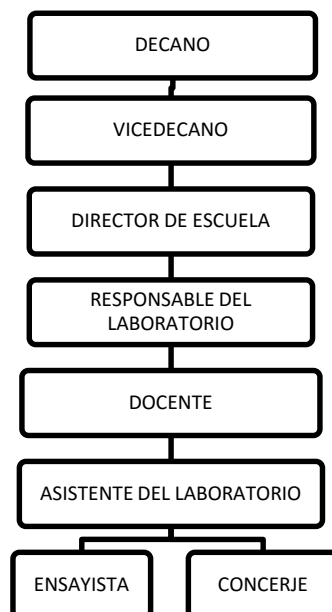 DECANO
VICEDECANO
DIRECTOR DE ESCUELA
RESPONSABLE DEL
LABORATORIO
DOCENTE
ASISTENTE DEL LABORATORIO
ENSAYISTA
CONCERJE